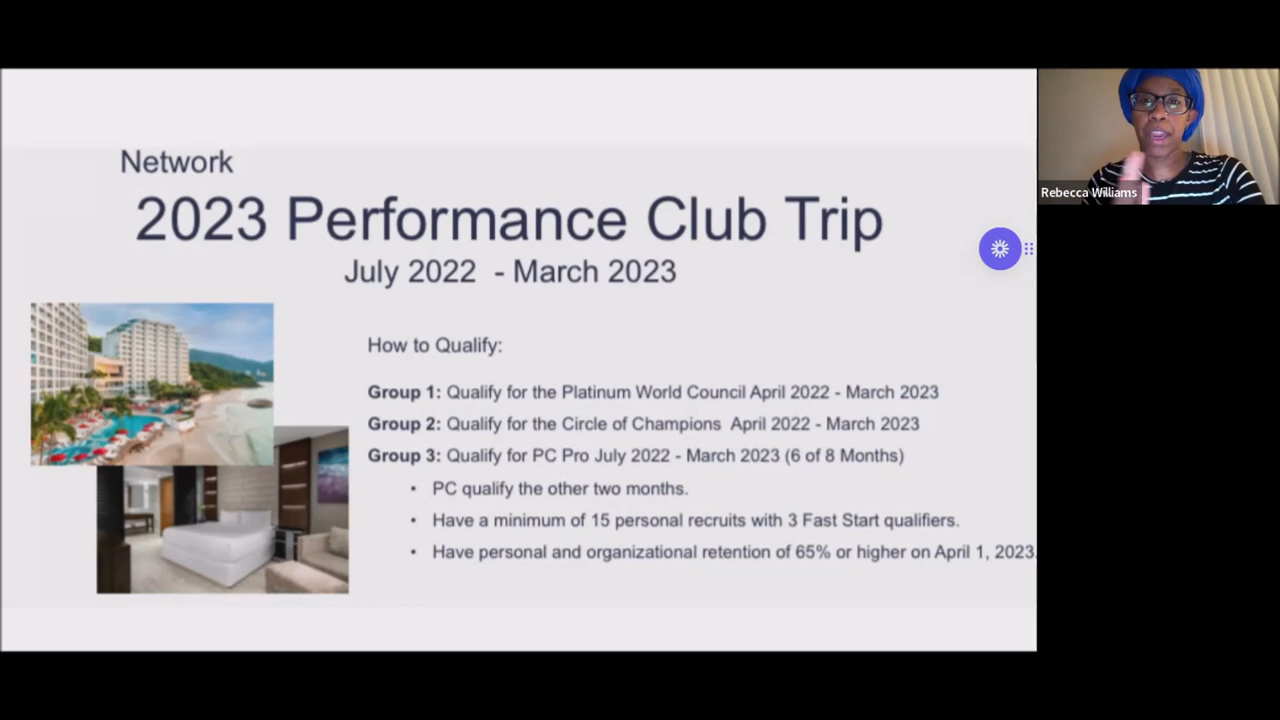 Network
2023 Performance Club Trip
July 2022 - March 2023
How to Qualify:
Group 1: Qualify for the Platinum World Council April 2022 - March 2023
Group 2: Qualify for the Circle of Champions April 2022 - March 2023
Group 3: Qualify for PC Pro July 2022 - March 2023 (6 of 8 Months)
• PC qualify the other two months.
• Have a minimum of 15 personal recruits with 3 Fast Start qualifiers.
• Have personal and organizational retention of 65% or higher on April 1, 2023.
Rebecca Williams